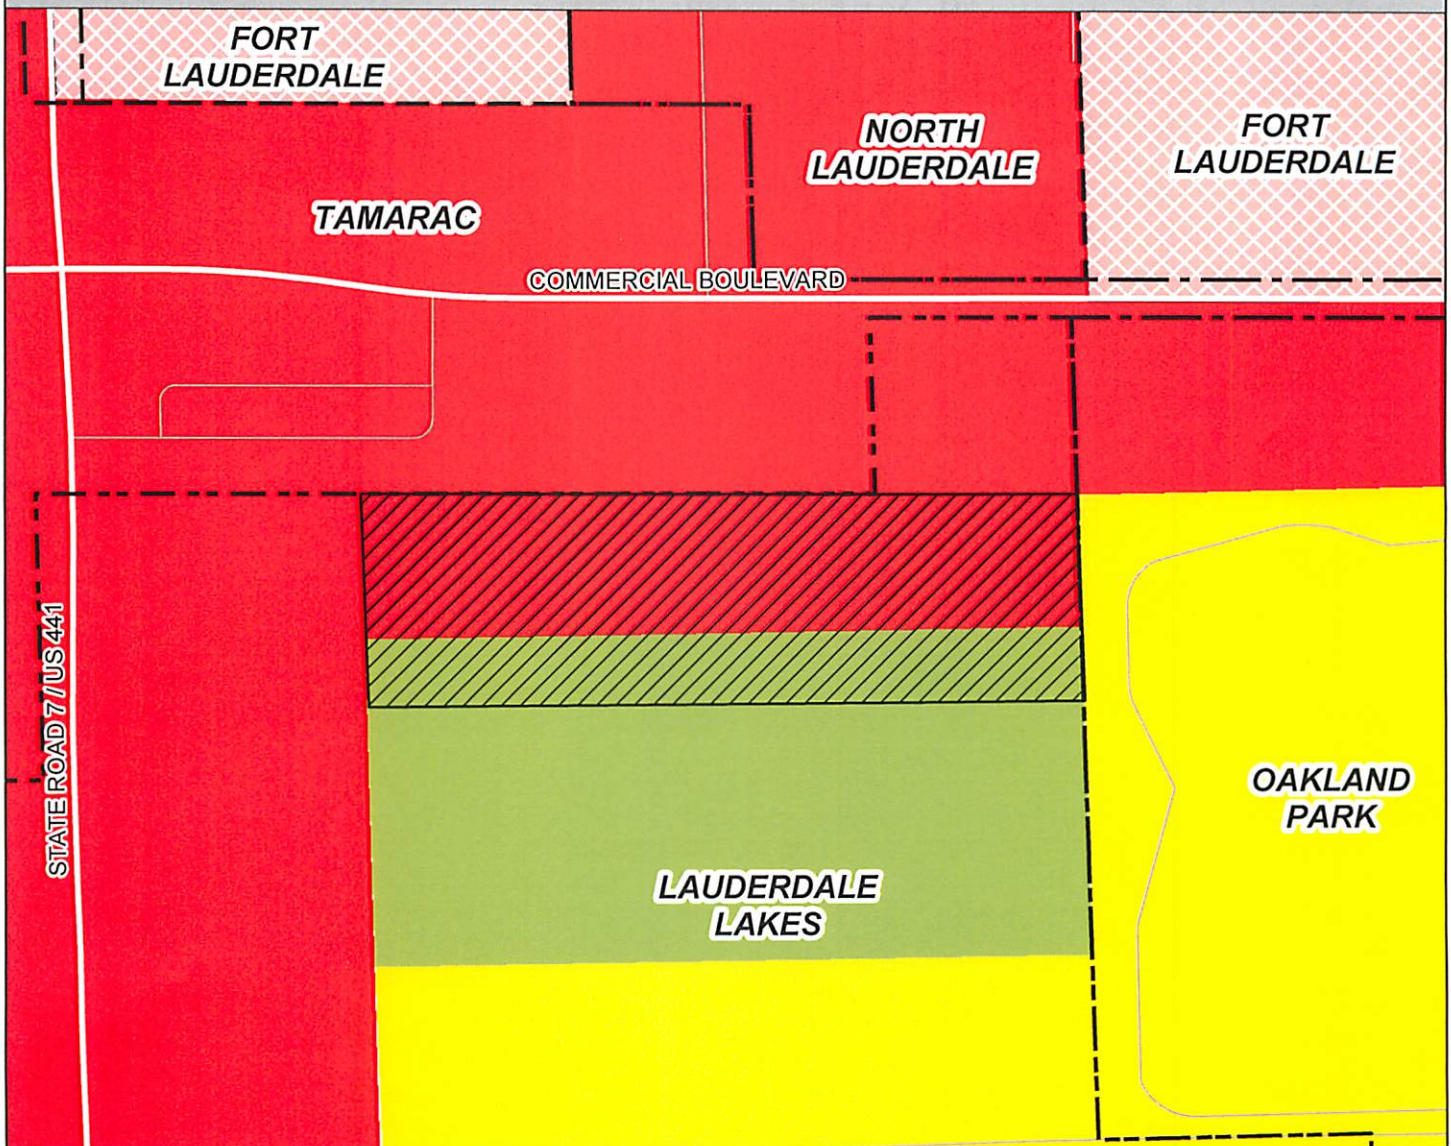 FORT
LAUDERDALE
NORTH
LAUDERDALE
FORT
LAUDERDALE
TAMARAC
COMMERCIAL BOULEVARD
STATE ROAD 7 / US 441
OAKLAND
PARK
LAUDERDALE
LAKES